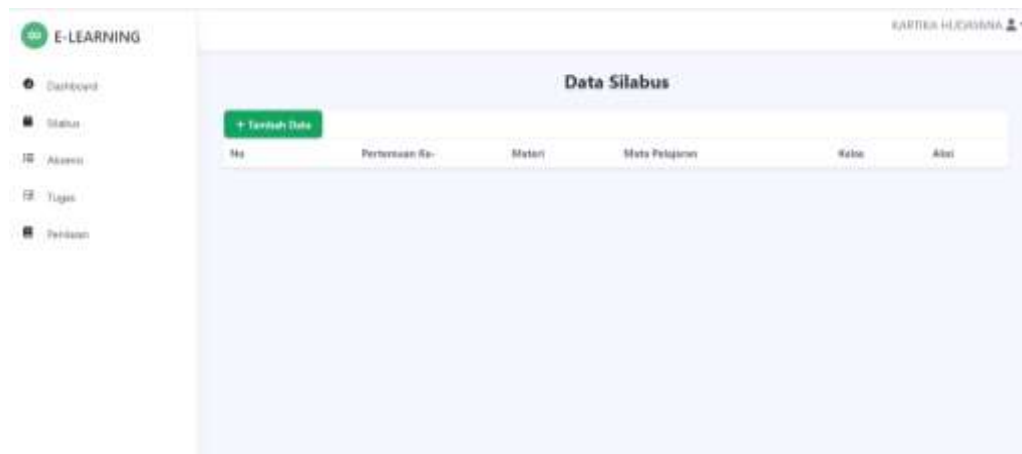 E-LEARNING
KARTIKA
Dashboard
Silabus
Absensi
Tugas
Penilaian
Data Silabus
+ Tambah Data
No Pertemuan Ke- Materi Mata Pelajaran Kelas Aksi